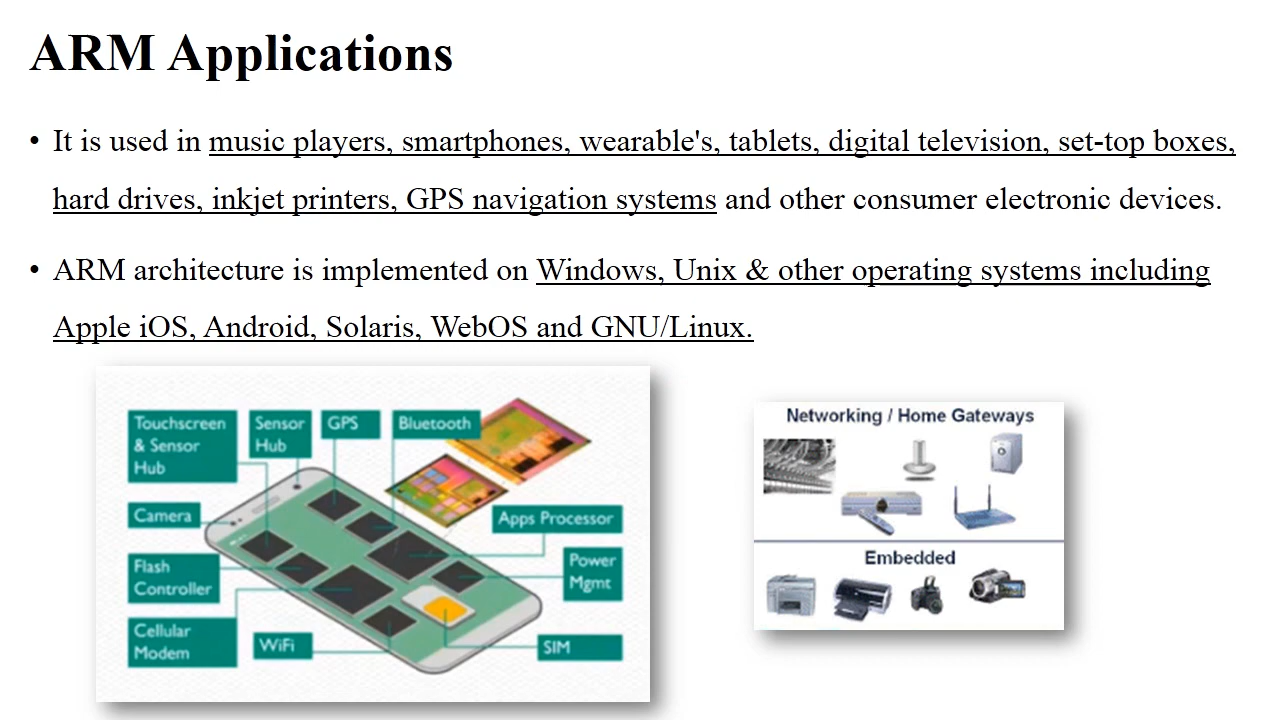 ARM Applications
• It is used in music players, smartphones, wearable's, tablets, digital television, set-top boxes,
hard drives, inkjet printers, GPS navigation systems and other consumer electronic devices.
• ARM architecture is implemented on Windows, Unix & other operating systems including
Apple iOS, Android, Solaris, WebOS and GNU/Linux.
Touchscreen
& Sensor
Hub
Sensor
Hub
GPS
Bluetooth
Camera
Apps Processor
Flash
Controller
Power
Mgmt
Cellular
Modem
WiFi
SIM
Networking / Home Gateways
Embedded